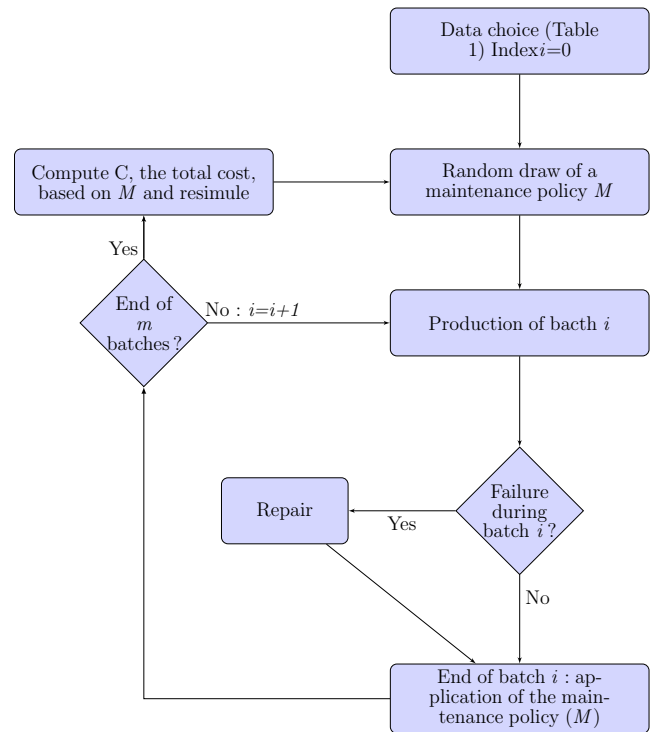 Data choice (Table
1) Indexi=0
Compute C, the total cost,
based on M and resimule
Random draw of a
maintenance policy M
Yes
End of
m
batches ?
No : i=i+1
Production of bacth i
Failure
during
batch i ?
Repair
Yes
No
End of batch i : ap-
plication of the main-
tenance policy (M)